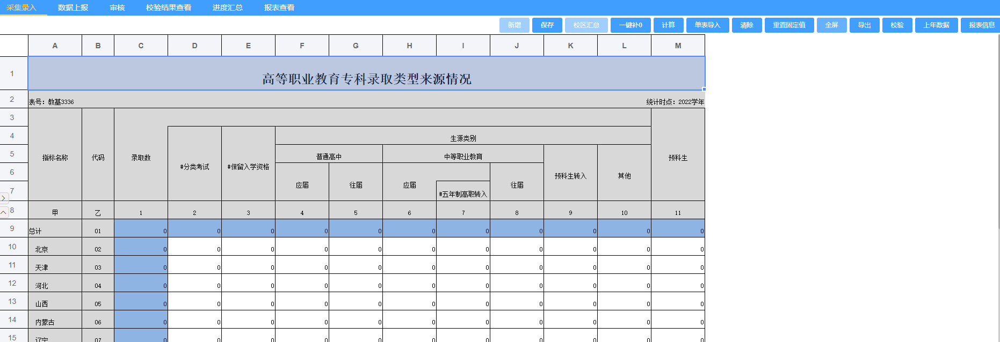 采集录入 数据上报 审核 校验结果查看 进度汇总 报表查看
新增 保存 校区汇总 一键补0 计算 单表导入 清除 重置固定值 全屏 导出 校验 上年数据 报表信息
A B C D E F G H I J K L M
1 高等职业教育专科录取类型来源情况
2 表号：教基3336 统计时点：2022学年
3
4 生源类别
5 指标名称 代码 录取数 普通高中 中等职业教育 预科生
6 #分类考试 #保留入学资格 预科生转入 其他
应届 往届 应届 往届
7 #五年制高职转入
8 甲 乙 1 2 3 4 5 6 7 8 9 10 11
9 总计 01 0 0 0 0 0 0 0 0 0 0 0
10 北京 02 0 0 0 0 0 0 0 0 0 0 0
11 天津 03 0 0 0 0 0 0 0 0 0 0 0
12 河北 04 0 0 0 0 0 0 0 0 0 0 0
13 山西 05 0 0 0 0 0 0 0 0 0 0 0
14 内蒙古 06 0 0 0 0 0 0 0 0 0 0 0
15 辽宁 07 0 0 0 0 0 0 0 0 0 0 0